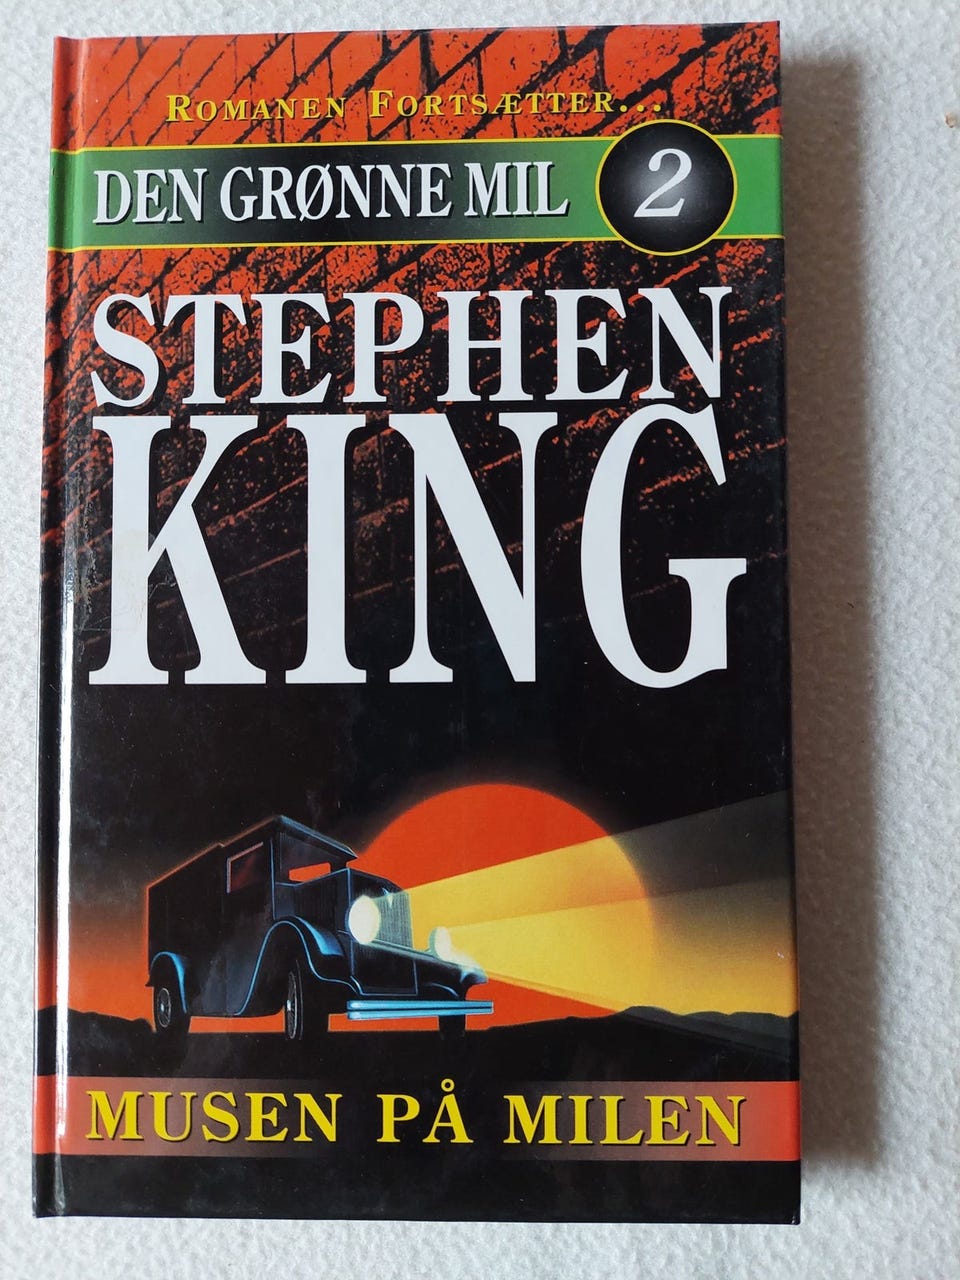 ROMANEN FORTSÆTTER...
DEN GRØNNE MIL 2
STEPHEN
KING
MUSEN PÅ MILEN